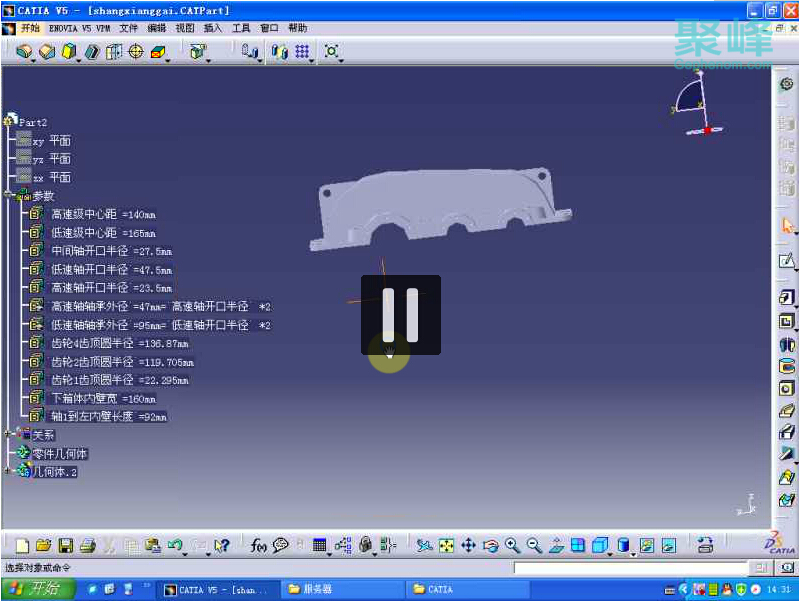 CATIA V5 - [shangxianggai.CATPart]
开始 ENOVIA V5 VPM 文件 编辑 视图 插入 工具 窗口 帮助
聚峰
Part2
xy 平面
yz 平面
zx 平面
参数
高速级中心距 =140mm
低速级中心距 =165mm
中间轴开口半径 =27.5mm
低速轴开口半径 =47.5mm
高速轴开口半径 =23.5mm
高速轴轴承外径 =47mm= 高速轴开口半径 *2
低速轴轴承外径 =95mm= 低速轴开口半径 *2
齿轮4齿顶圆半径 =136.87mm
齿轮2齿顶圆半径 =119.705mm
齿轮1齿顶圆半径 =22.295mm
下箱体内壁宽 =160mm
轴1到左内壁长度 =92mm
关系
零件几何体
几何体.2
f(x)
CATIA
选择对象或命令
开始 CATIA V5 - [shan... 服务器 CATIA 14:31